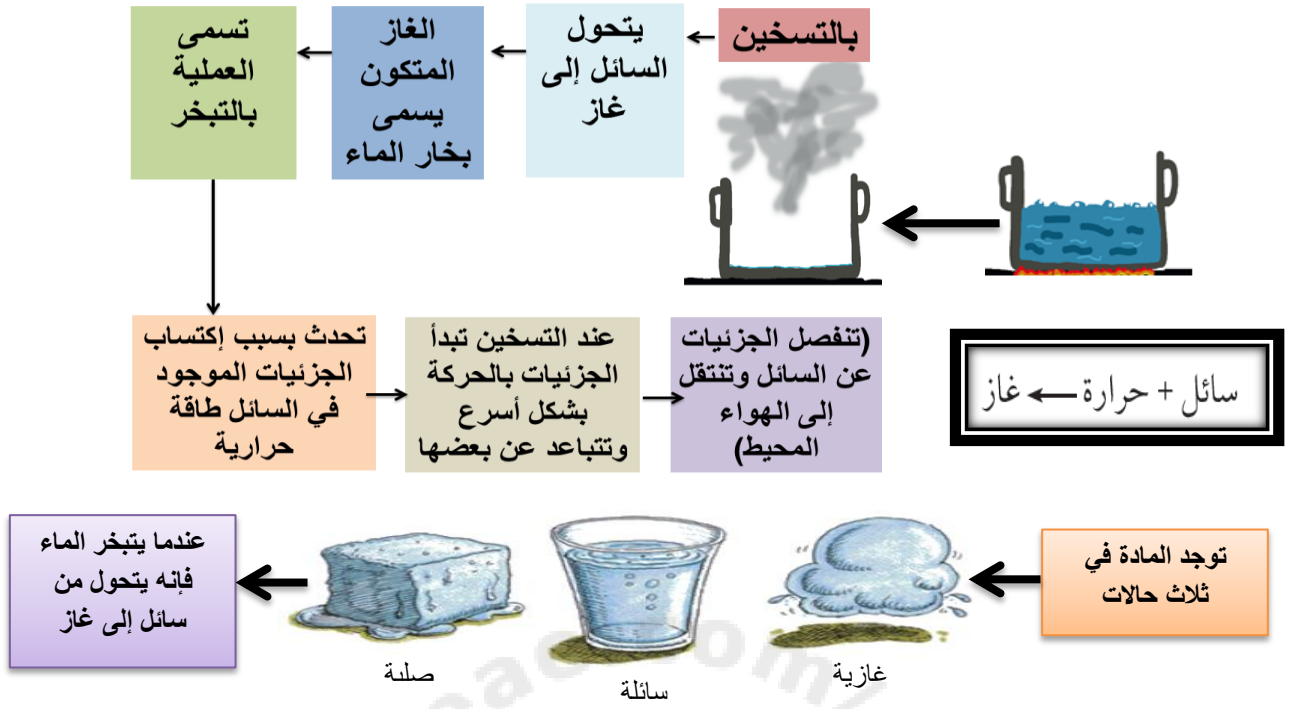 بالتسخين
يتحول
السائل إلى
غاز
الغاز
المتكون
يسمى
بخار الماء
تسمى
العملية
بالتبخر
تحدث بسبب إكتساب
الجزئيات الموجود
في السائل طاقة
حرارية
عند التسخين تبدأ
الجزئيات بالحركة
بشكل أسرع
وتتباعد عن بعضها
(تنفصل الجزئيات
عن السائل وتنتقل
إلى الهواء
المحيط)
سائل + حرارة ← غاز
توجد المادة في
ثلاث حالات
غازية
سائلة
صلبة
عندما يتبخر الماء
فإنه يتحول من
سائل إلى غاز